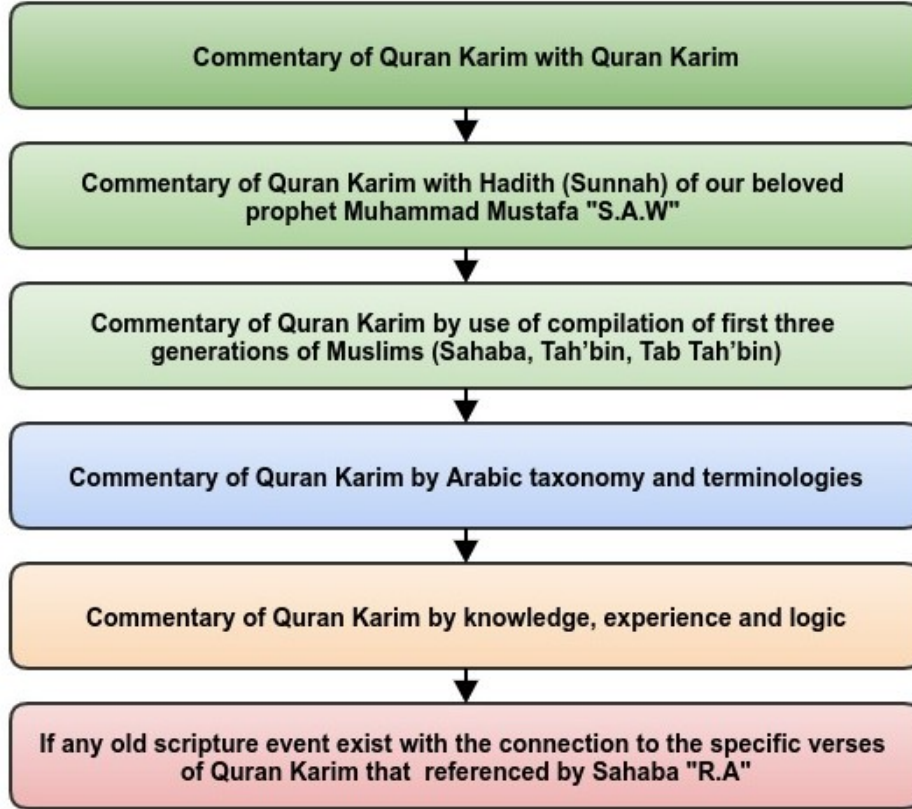 Commentary of Quran Karim with Quran Karim
Commentary of Quran Karim with Hadith (Sunnah) of our beloved
prophet Muhammad Mustafa "S.A.W"
Commentary of Quran Karim by use of compilation of first three
generations of Muslims (Sahaba, Tah’bin, Tab Tah’bin)
Commentary of Quran Karim by Arabic taxonomy and terminologies
Commentary of Quran Karim by knowledge, experience and logic
If any old scripture event exist with the connection to the specific verses
of Quran Karim that referenced by Sahaba "R.A"